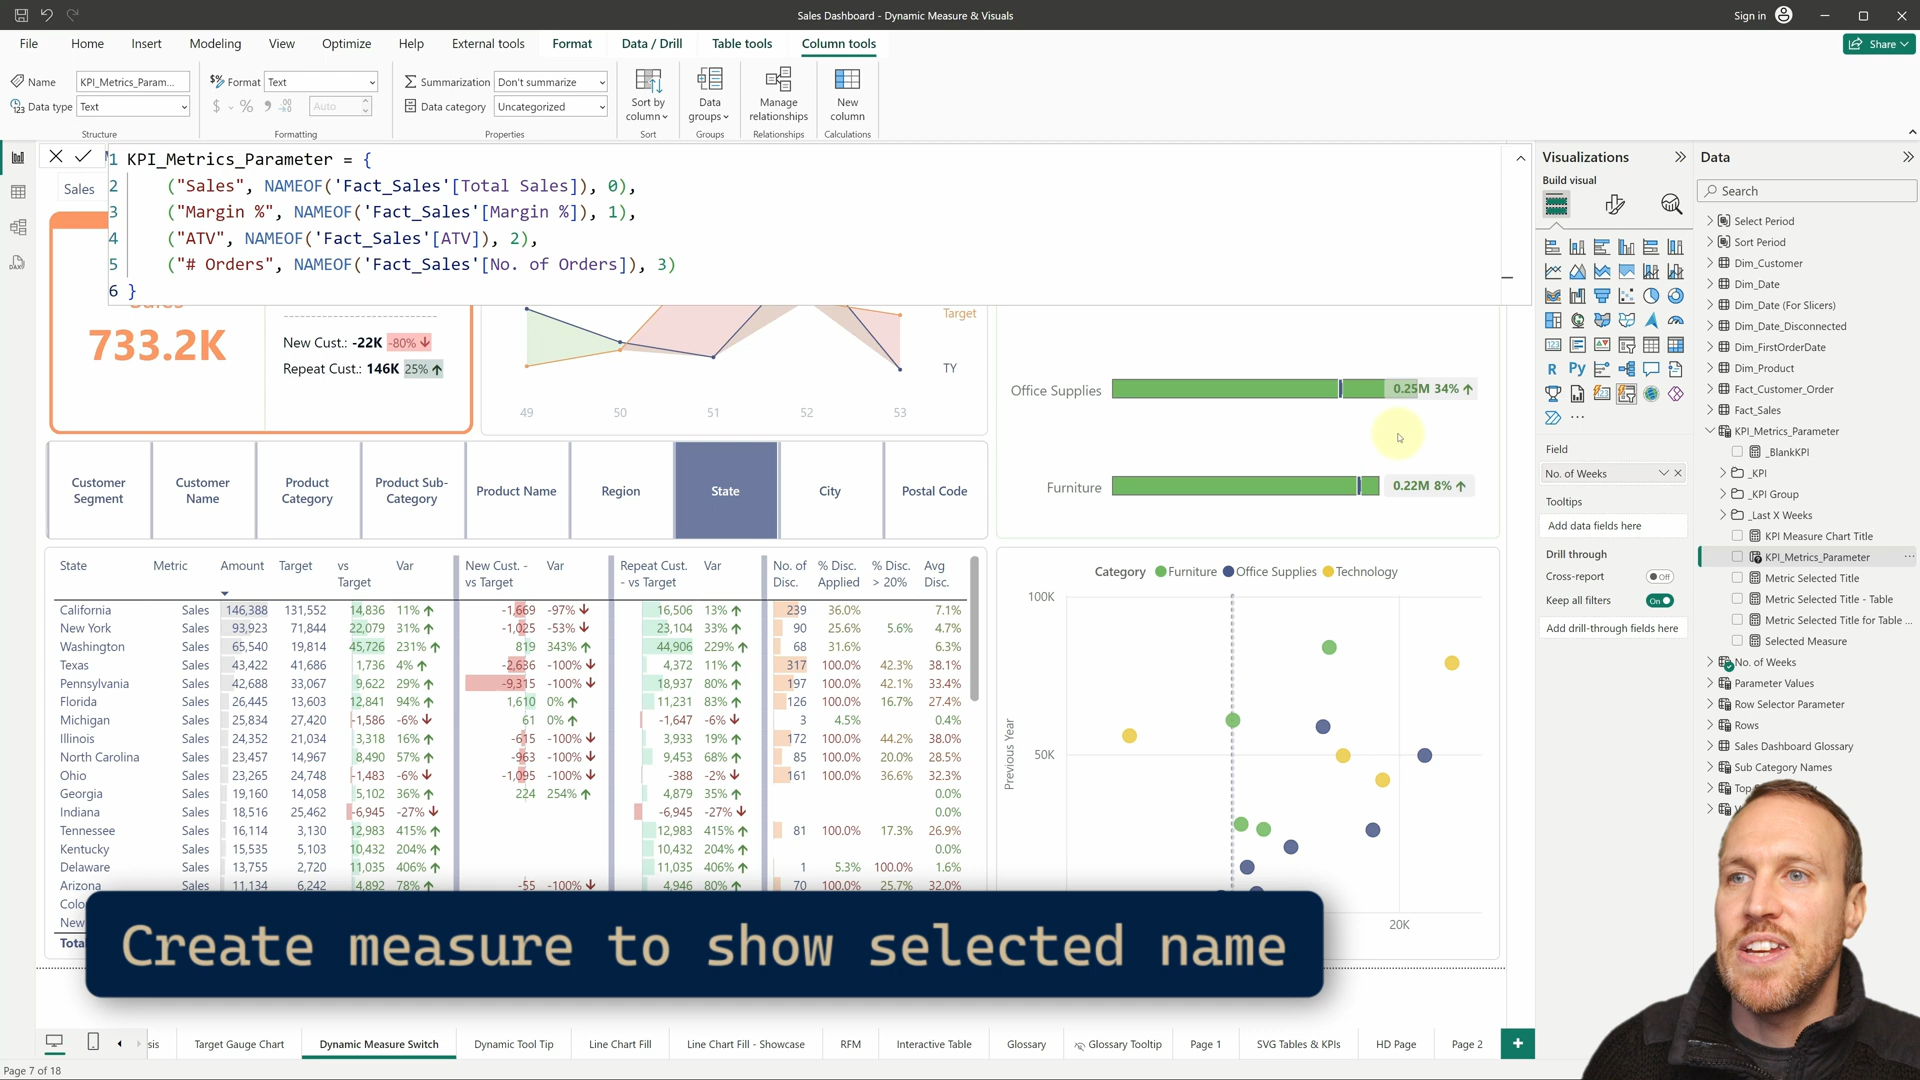 Sales Dashboard - Dynamic Measure & Visuals
Sign in
File Home Insert Modeling View Optimize Help External tools Format Data / Drill Table tools Column tools
Share
Name KPI_Metrics_Param...
Data type Text
Structure
Format Text
$ % Auto
Formatting
Summarization Don't summarize
Data category Uncategorized
Properties
Sort by column
Sort
Data groups
Groups
Manage relationships
Relationships
New column
Calculations
1 KPI_Metrics_Parameter = {
2 ("Sales", NAMEOF('Fact_Sales'[Total Sales]), 0),
3 ("Margin %", NAMEOF('Fact_Sales'[Margin %]), 1),
4 ("ATV", NAMEOF('Fact_Sales'[ATV]), 2),
5 ("# Orders", NAMEOF('Fact_Sales'[No. of Orders]), 3)
6 }
Sales
Sales
733.2K
New Cust.: -22K -80%
Repeat Cust.: 146K 25%
Target
TY
49 50 51 52 53
Office Supplies 0.25M 34%
Furniture 0.22M 8%
Customer Segment
Customer Name
Product Category
Product Sub-Category
Product Name
Region
State
City
Postal Code
State Metric Amount Target vs Target Var New Cust. - vs Target Var Repeat Cust. - vs Target Var No. of Disc. % Disc. Applied % Disc. > 20% Avg Disc.
California Sales 146,388 131,552 14,836 11% -1,669 -97% 16,506 13% 239 36.0% 7.1%
New York Sales 93,923 71,844 22,079 31% -1,025 -53% 23,104 33% 90 25.6% 5.6% 4.7%
Washington Sales 65,540 19,814 45,726 231% 819 343% 44,906 229% 68 31.6% 6.3%
Texas Sales 43,422 41,686 1,736 4% -2,636 -100% 4,372 11% 317 100.0% 42.3% 38.1%
Pennsylvania Sales 42,688 33,067 9,622 29% -9,315 -100% 18,937 80% 197 100.0% 42.1% 33.4%
Florida Sales 26,445 13,603 12,841 94% 1,610 0% 11,231 83% 126 100.0% 16.7% 27.4%
Michigan Sales 25,834 27,420 -1,586 -6% 61 0% -1,647 -6% 3 4.5% 0.4%
Illinois Sales 24,352 21,034 3,318 16% -615 -100% 3,933 19% 172 100.0% 44.2% 38.0%
North Carolina Sales 23,457 14,967 8,490 57% -963 -100% 9,453 68% 85 100.0% 20.0% 28.5%
Ohio Sales 23,265 24,748 -1,483 -6% -1,095 -100% -388 -2% 161 100.0% 36.6% 32.3%
Georgia Sales 19,160 14,058 5,102 36% 224 254% 4,879 35% 0.0%
Indiana Sales 18,516 25,462 -6,945 -27% -6,945 -27% 0.0%
Tennessee Sales 16,114 3,130 12,983 415% 12,983 415% 81 100.0% 17.3% 26.9%
Kentucky Sales 15,535 5,103 10,432 204% 10,432 204% 0.0%
Delaware Sales 13,755 2,720 11,035 406% 11,035 406% 1 5.3% 100.0% 1.6%
Arizona Sales 11,134 6,242 4,892 78% -55 -100% 4,946 80% 70 100.0% 25.7% 32.0%
Colo
New
Tota
Category Furniture Office Supplies Technology
100K
50K
Previous Year
20K
Create measure to show selected name
Visualizations
Build visual
R Py
Field
No. of Weeks
Tooltips
Add data fields here
Drill through
Cross-report Off
Keep all filters On
Add drill-through fields here
Data
Search
Select Period
Sort Period
Dim_Customer
Dim_Date
Dim_Date (For Slicers)
Dim_Date_Disconnected
Dim_FirstOrderDate
Dim_Product
Fact_Customer_Order
Fact_Sales
KPI_Metrics_Parameter
_BlankKPI
_KPI
_KPI Group
_Last X Weeks
KPI Measure Chart Title
KPI_Metrics_Parameter
Metric Selected Title
Metric Selected Title - Table
Metric Selected Title for Table ...
Selected Measure
No. of Weeks
Parameter Values
Row Selector Parameter
Rows
Sales Dashboard Glossary
Sub Category Names
sis Target Gauge Chart Dynamic Measure Switch Dynamic Tool Tip Line Chart Fill Line Chart Fill - Showcase RFM Interactive Table Glossary Glossary Tooltip Page 1 SVG Tables & KPIs HD Page Page 2
Page 7 of 18